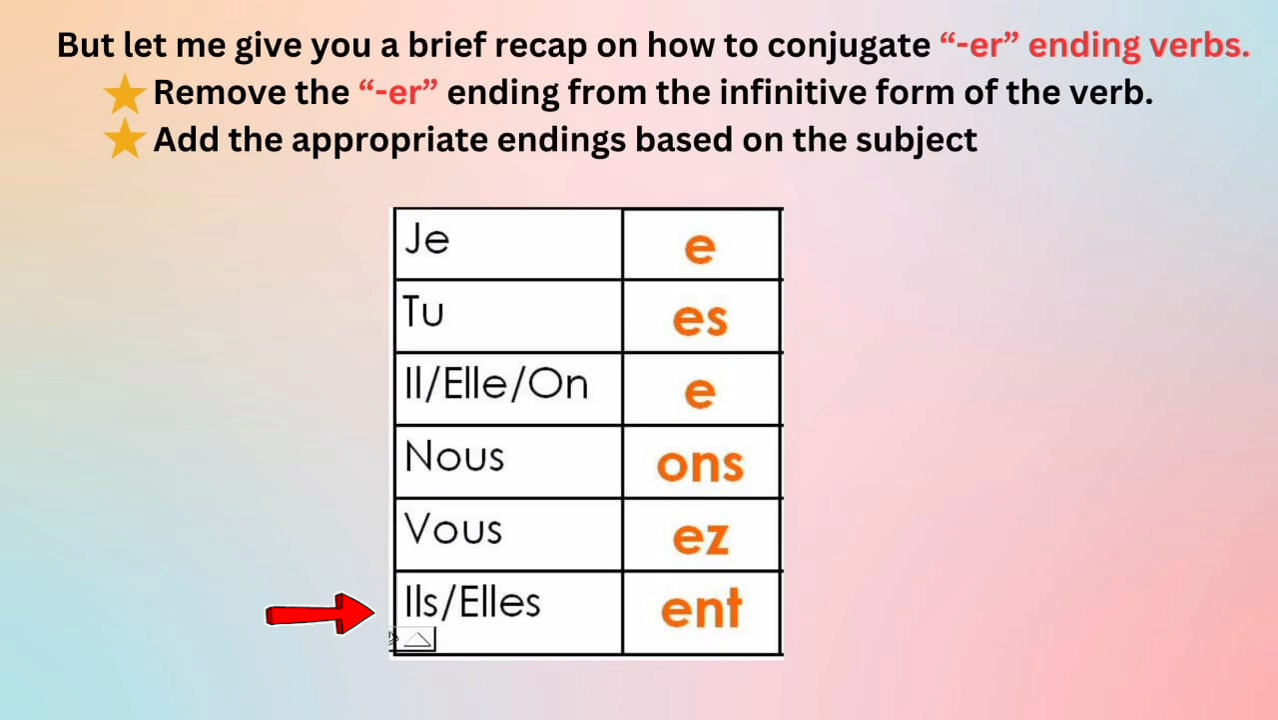 But let me give you a brief recap on how to conjugate “-er” ending verbs.
Remove the “-er” ending from the infinitive form of the verb.
Add the appropriate endings based on the subject
Je e
Tu es
Il/Elle/On e
Nous ons
Vous ez
Ils/Elles ent